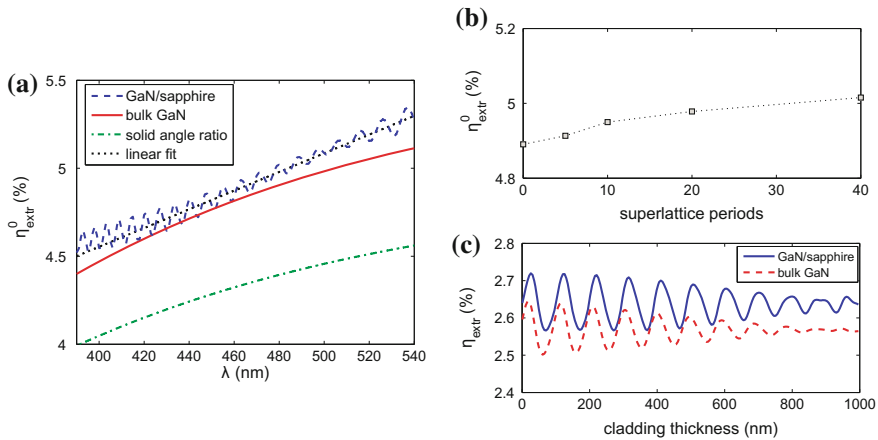 (a)
5.5
5
4.5
4
η⁰extr (%)
GaN/sapphire
bulk GaN
solid angle ratio
linear fit
400 420 440 460 480 500 520 540
λ (nm)
(b)
5.2
5
4.8
η⁰extr (%)
0 10 20 30 40
superlattice periods
(c)
2.8
2.7
2.6
2.5
2.4
ηextr (%)
GaN/sapphire
bulk GaN
0 200 400 600 800 1000
cladding thickness (nm)